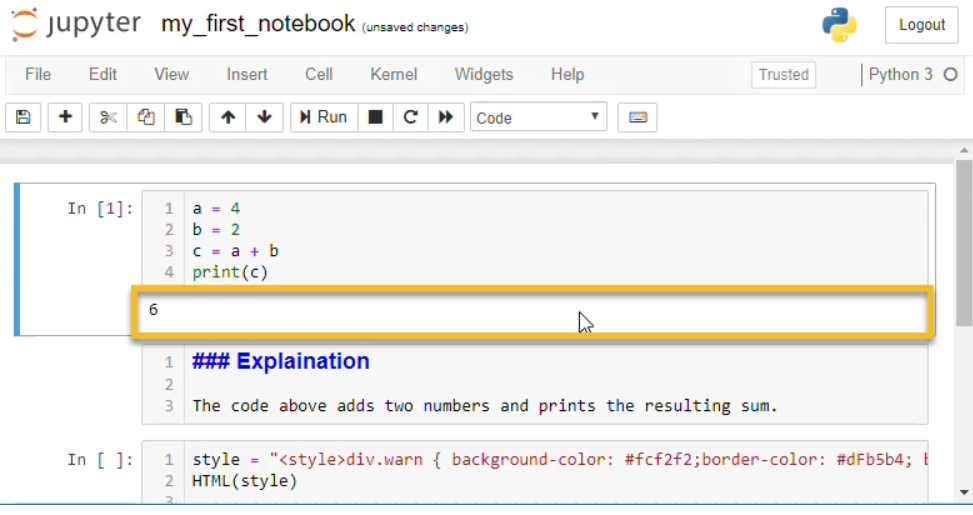 jupyter my_first_notebook (unsaved changes) Logout
File Edit View Insert Cell Kernel Widgets Help Trusted Python 3
Run Code
In [1]: 1 a = 4
2 b = 2
3 c = a + b
4 print(c)
6
1 ### Explaination
2
3 The code above adds two numbers and prints the resulting sum.
In [ ]: 1 style = "<style>div.warn { background-color: #fcf2f2;border-color: #dFb5b4;
2 HTML(style)
3